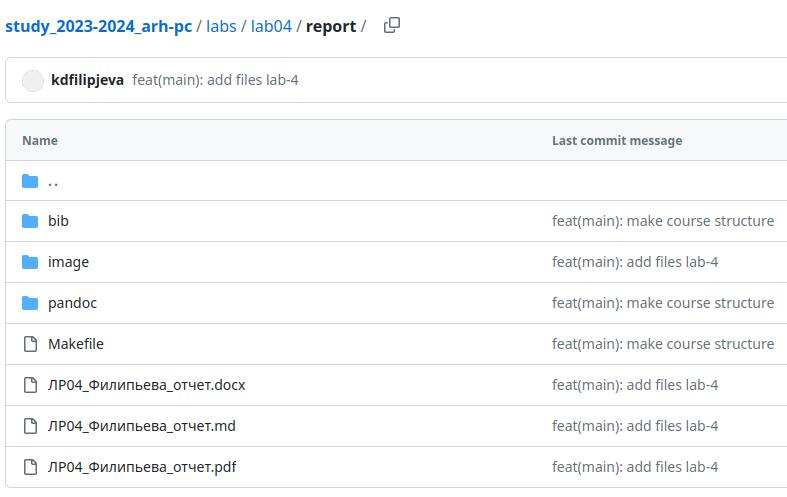 study_2023-2024_arh-pc / labs / lab04 / report /
kdfilipjeva feat(main): add files lab-4
Name Last commit message
..
bib feat(main): make course structure
image feat(main): add files lab-4
pandoc feat(main): make course structure
Makefile feat(main): make course structure
ЛР04_Филипьева_отчет.docx feat(main): add files lab-4
ЛР04_Филипьева_отчет.md feat(main): add files lab-4
ЛР04_Филипьева_отчет.pdf feat(main): add files lab-4